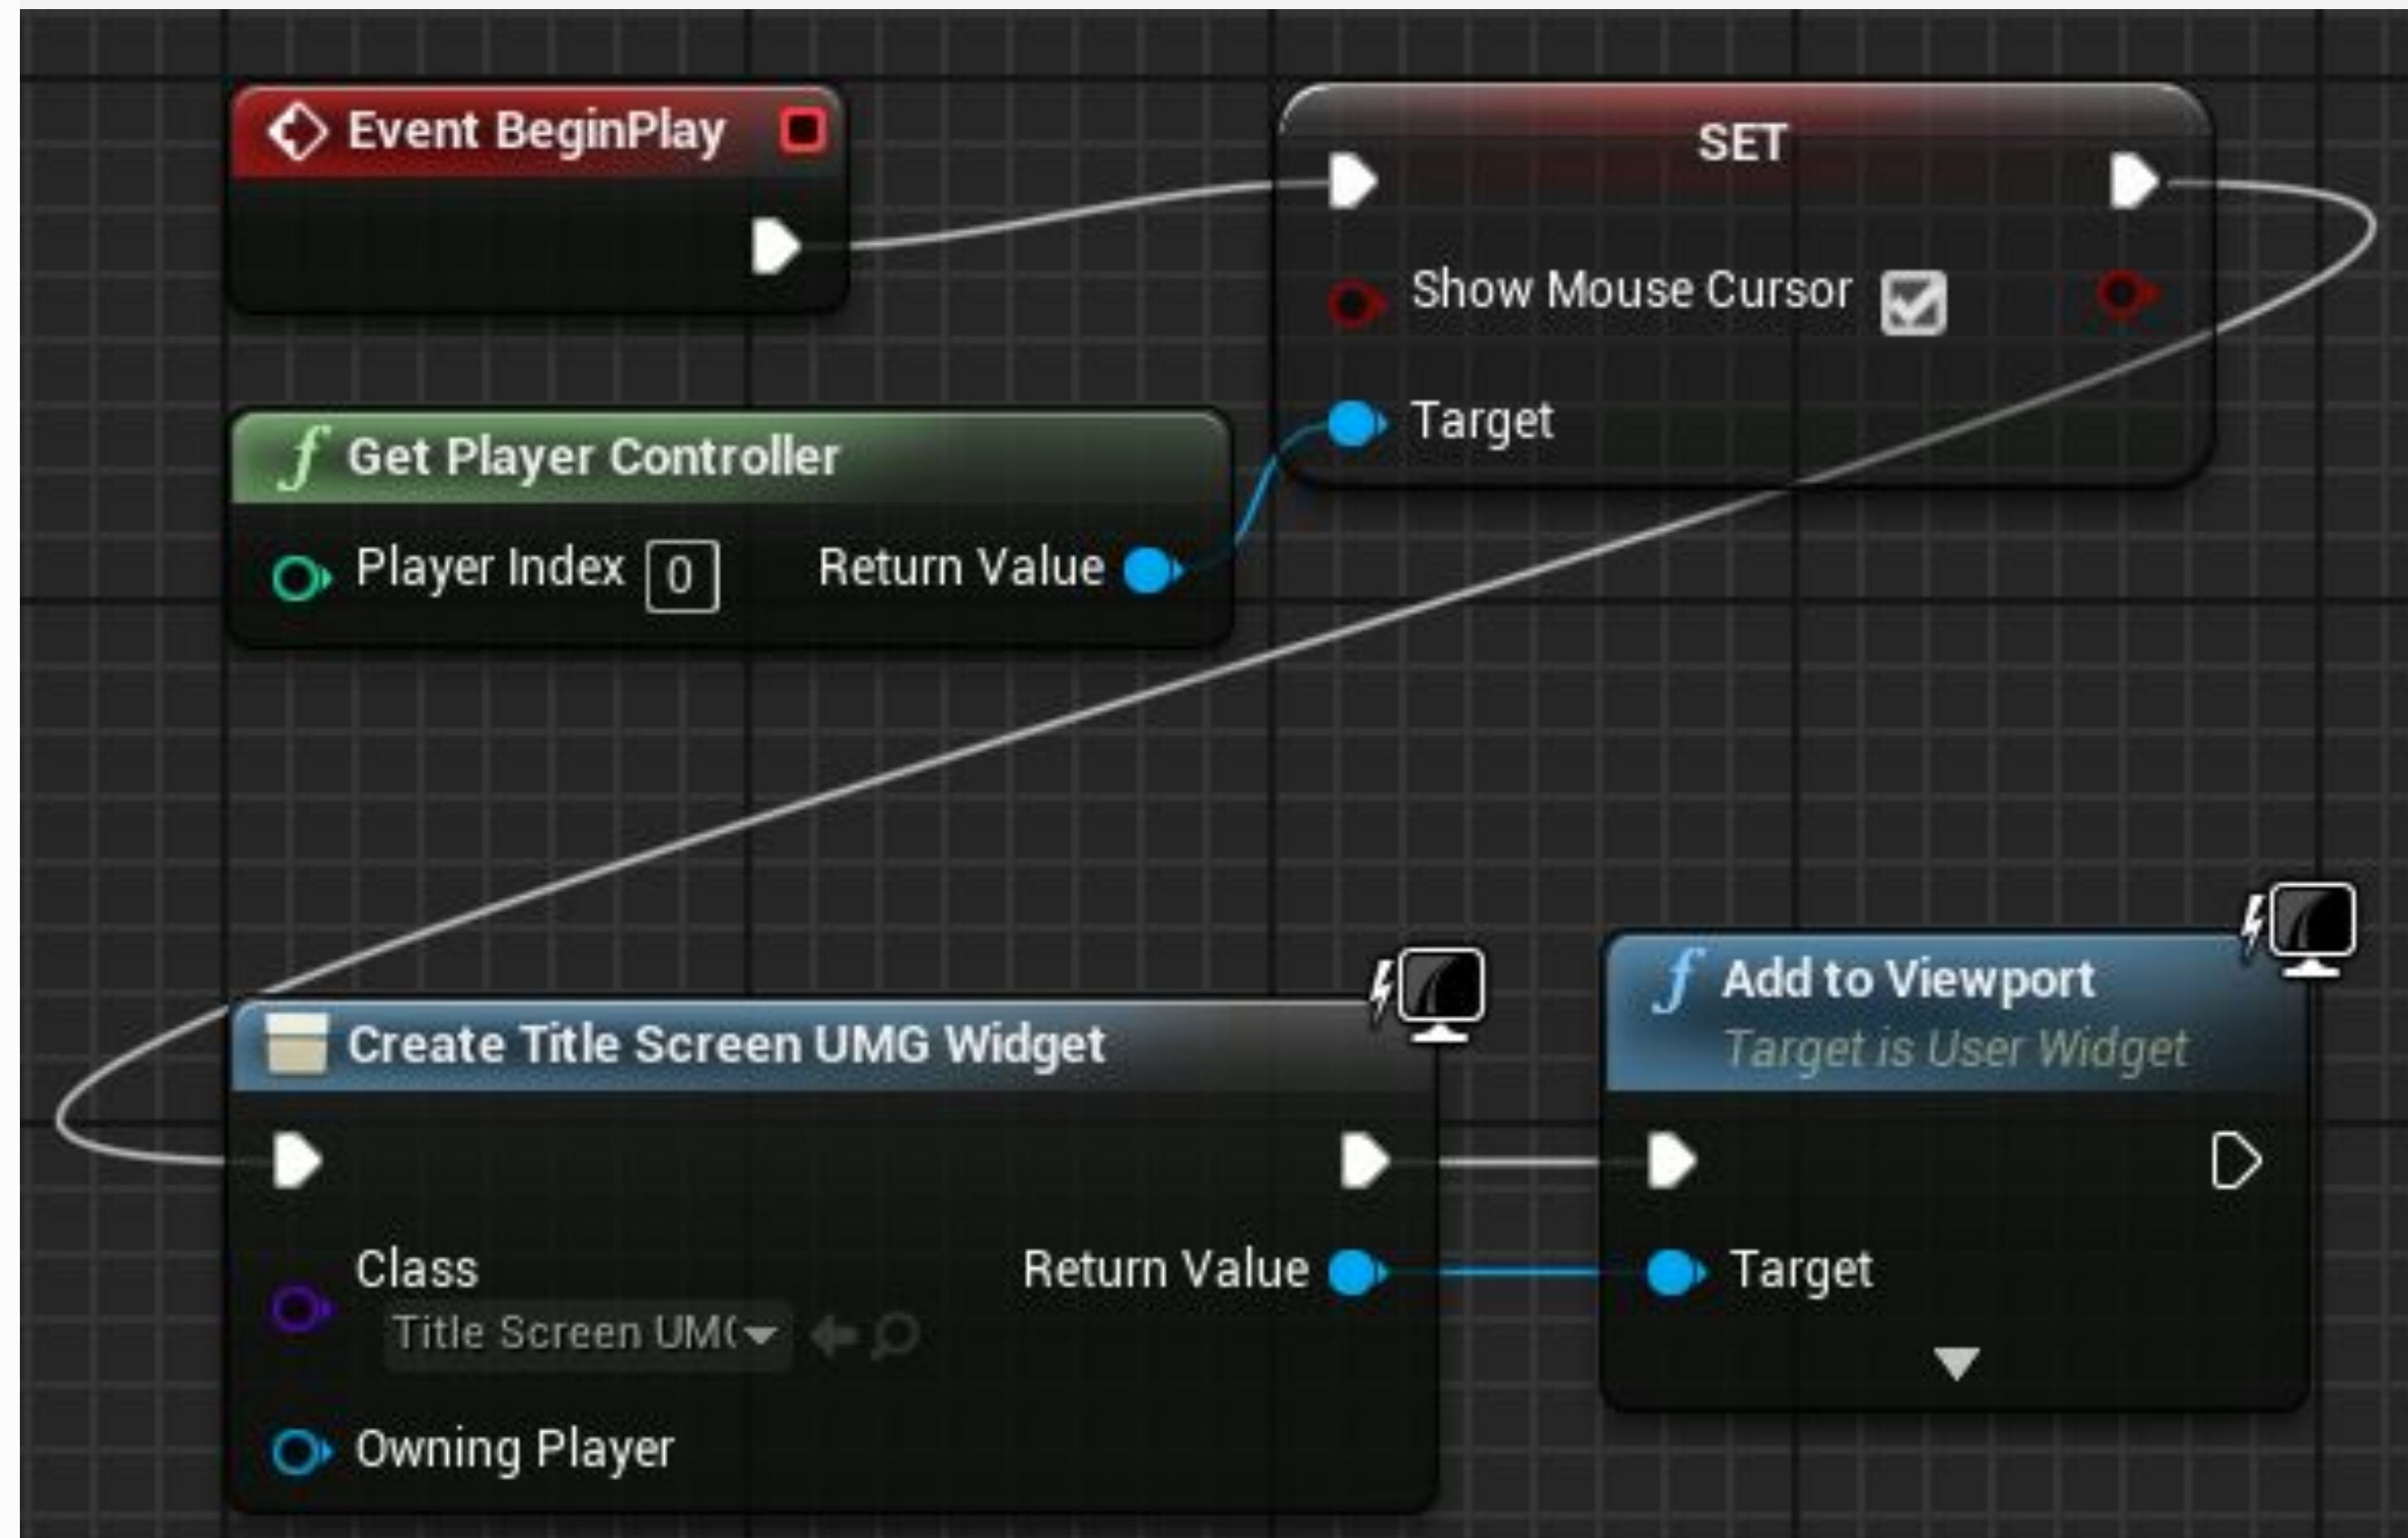 Event BeginPlay
SET
Show Mouse Cursor
Target
f Get Player Controller
Player Index 0 Return Value
Create Title Screen UMG Widget
Class
Title Screen UM(
Return Value
Owning Player
f Add to Viewport
Target is User Widget
Target